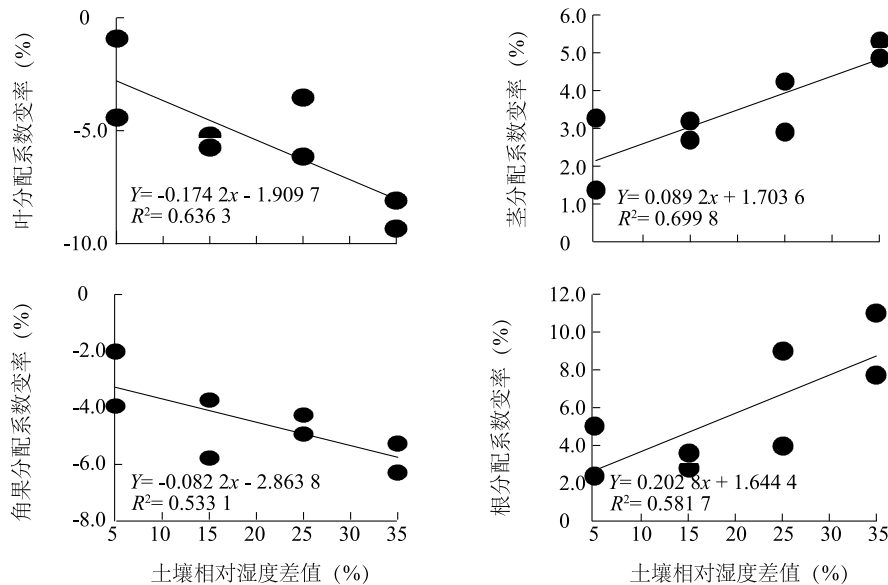 叶分配系数变率 (%)
0
-5.0
-10.0
Y= -0.174 2x - 1.909 7
R²= 0.636 3
茎分配系数变率 (%)
6.0
5.0
4.0
3.0
2.0
1.0
0
Y= 0.089 2x + 1.703 6
R²= 0.699 8
角果分配系数变率 (%)
0
-2.0
-4.0
-6.0
-8.0
Y= -0.082 2x - 2.863 8
R²= 0.533 1
5 10 15 20 25 30 35
土壤相对湿度差值 (%)
根分配系数变率 (%)
12.0
10.0
8.0
6.0
4.0
2.0
0
Y= 0.202 8x + 1.644 4
R²= 0.581 7
5 10 15 20 25 30 35
土壤相对湿度差值 (%)